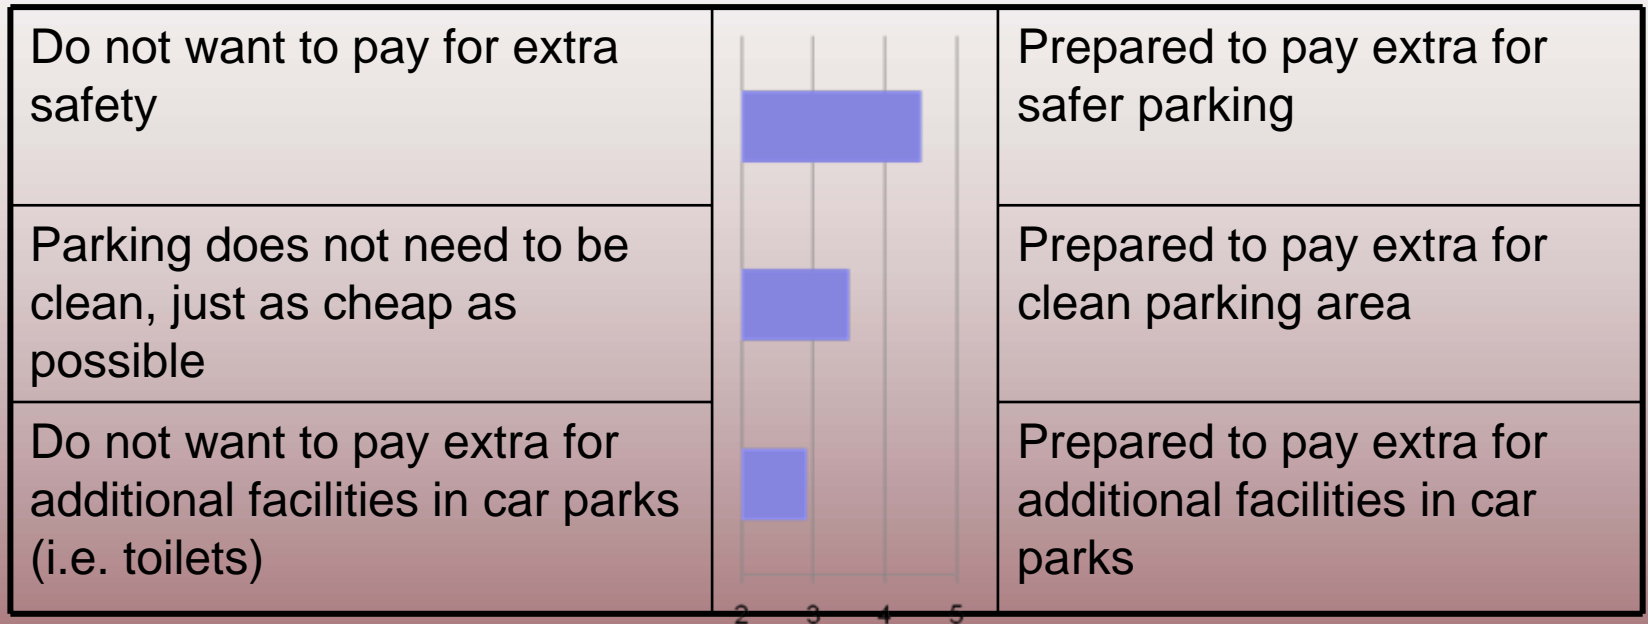 Do not want to pay for extra
safety
Prepared to pay extra for
safer parking
Parking does not need to be
clean, just as cheap as
possible
Prepared to pay extra for
clean parking area
Do not want to pay extra for
additional facilities in car parks
(i.e. toilets)
Prepared to pay extra for
additional facilities in car
parks
2 3 4 5